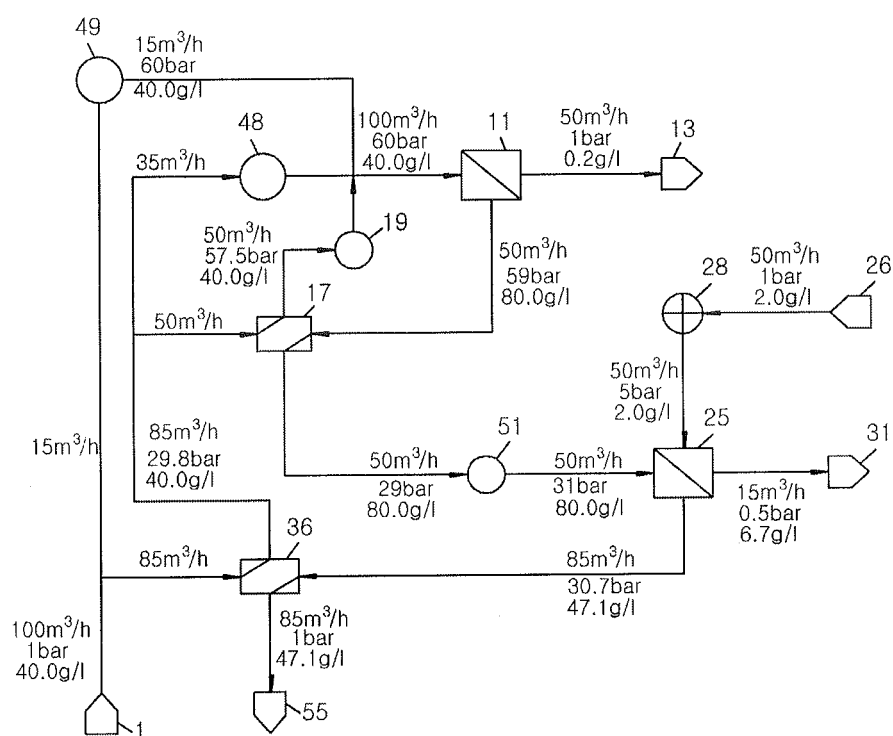 49
15m³/h
60bar
40.0g/l
48
35m³/h
100m³/h
60bar
40.0g/l
11
50m³/h
1bar
0.2g/l
13
50m³/h
57.5bar
40.0g/l
19
50m³/h
59bar
80.0g/l
17
50m³/h
28
50m³/h
1bar
2.0g/l
26
50m³/h
5bar
2.0g/l
15m³/h
85m³/h
29.8bar
40.0g/l
50m³/h
29bar
80.0g/l
51
50m³/h
31bar
80.0g/l
25
15m³/h
0.5bar
6.7g/l
31
85m³/h
36
85m³/h
30.7bar
47.1g/l
100m³/h
1bar
40.0g/l
1
85m³/h
1bar
47.1g/l
55